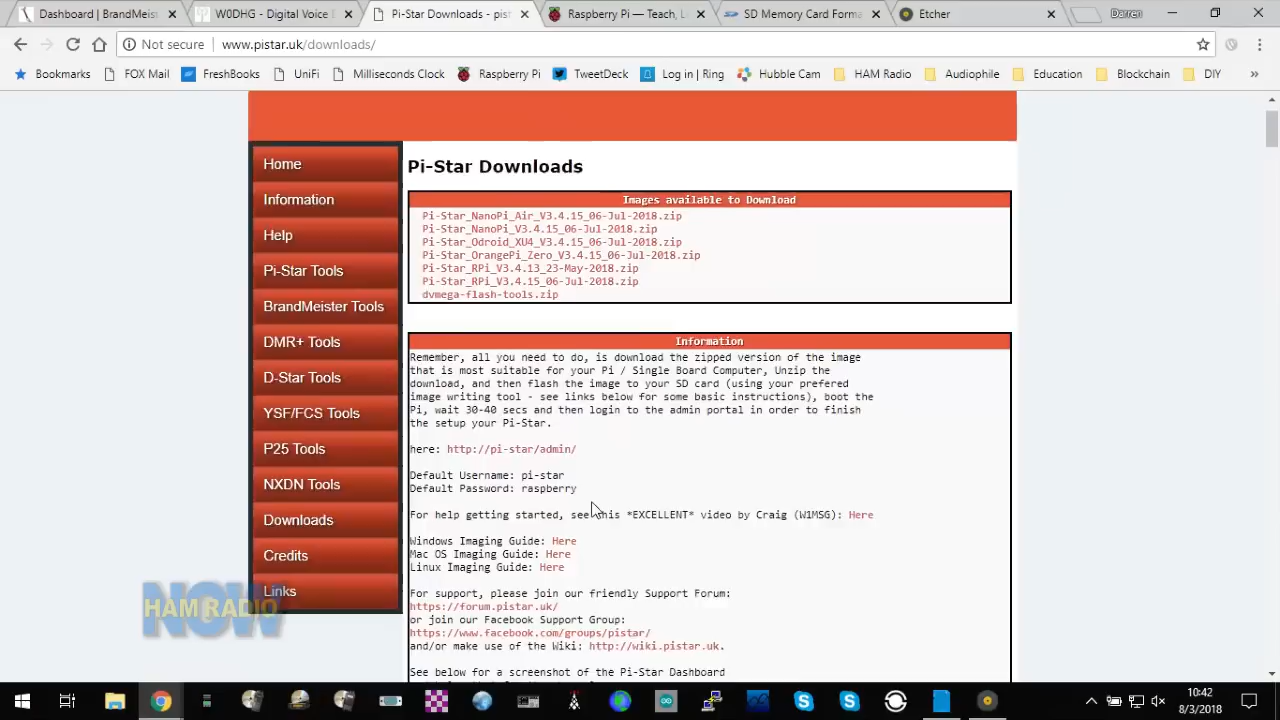 Dashboard | BrandMeist
W0DHG - Digital Voice
Pi-Star Downloads - pist
Raspberry Pi — Teach, Le
SD Memory Card Forma
Etcher
Darren
Not secure
www.pistar.uk/downloads/
Bookmarks
FOX Mail
FreshBooks
UniFi
Milliseconds Clock
Raspberry Pi
TweetDeck
Log in | Ring
Hubble Cam
HAM Radio
Audiophile
Education
Blockchain
DIY
Home
Information
Help
Pi-Star Tools
BrandMeister Tools
DMR+ Tools
D-Star Tools
YSF/FCS Tools
P25 Tools
NXDN Tools
Downloads
Credits
Links
Pi-Star Downloads
Images available to Download
Pi-Star_NanoPi_Air_V3.4.15_06-Jul-2018.zip
Pi-Star_NanoPi_V3.4.15_06-Jul-2018.zip
Pi-Star_Odroid_XU4_V3.4.15_06-Jul-2018.zip
Pi-Star_OrangePi_Zero_V3.4.15_06-Jul-2018.zip
Pi-Star_RPi_V3.4.13_23-May-2018.zip
Pi-Star_RPi_V3.4.15_06-Jul-2018.zip
dvmega-flash-tools.zip
Information
Remember, all you need to do, is download the zipped version of the image
that is most suitable for your Pi / Single Board Computer, Unzip the
download, and then flash the image to your SD card (using your prefered
image writing tool - see links below for some basic instructions), boot the
Pi, wait 30-40 secs and then login to the admin portal in order to finish
the setup your Pi-Star.
here: http://pi-star/admin/
Default Username: pi-star
Default Password: raspberry
For help getting started, see this *EXCELLENT* video by Craig (W1MSG): Here
Windows Imaging Guide: Here
Mac OS Imaging Guide: Here
Linux Imaging Guide: Here
For support, please join our friendly Support Forum:
https://forum.pistar.uk/
or join our Facebook Support Group:
https://www.facebook.com/groups/pistar/
and/or make use of the Wiki: http://wiki.pistar.uk.
See below for a screenshot of the Pi-Star Dashboard
HAM RADIO
NOW
10:42
8/3/2018